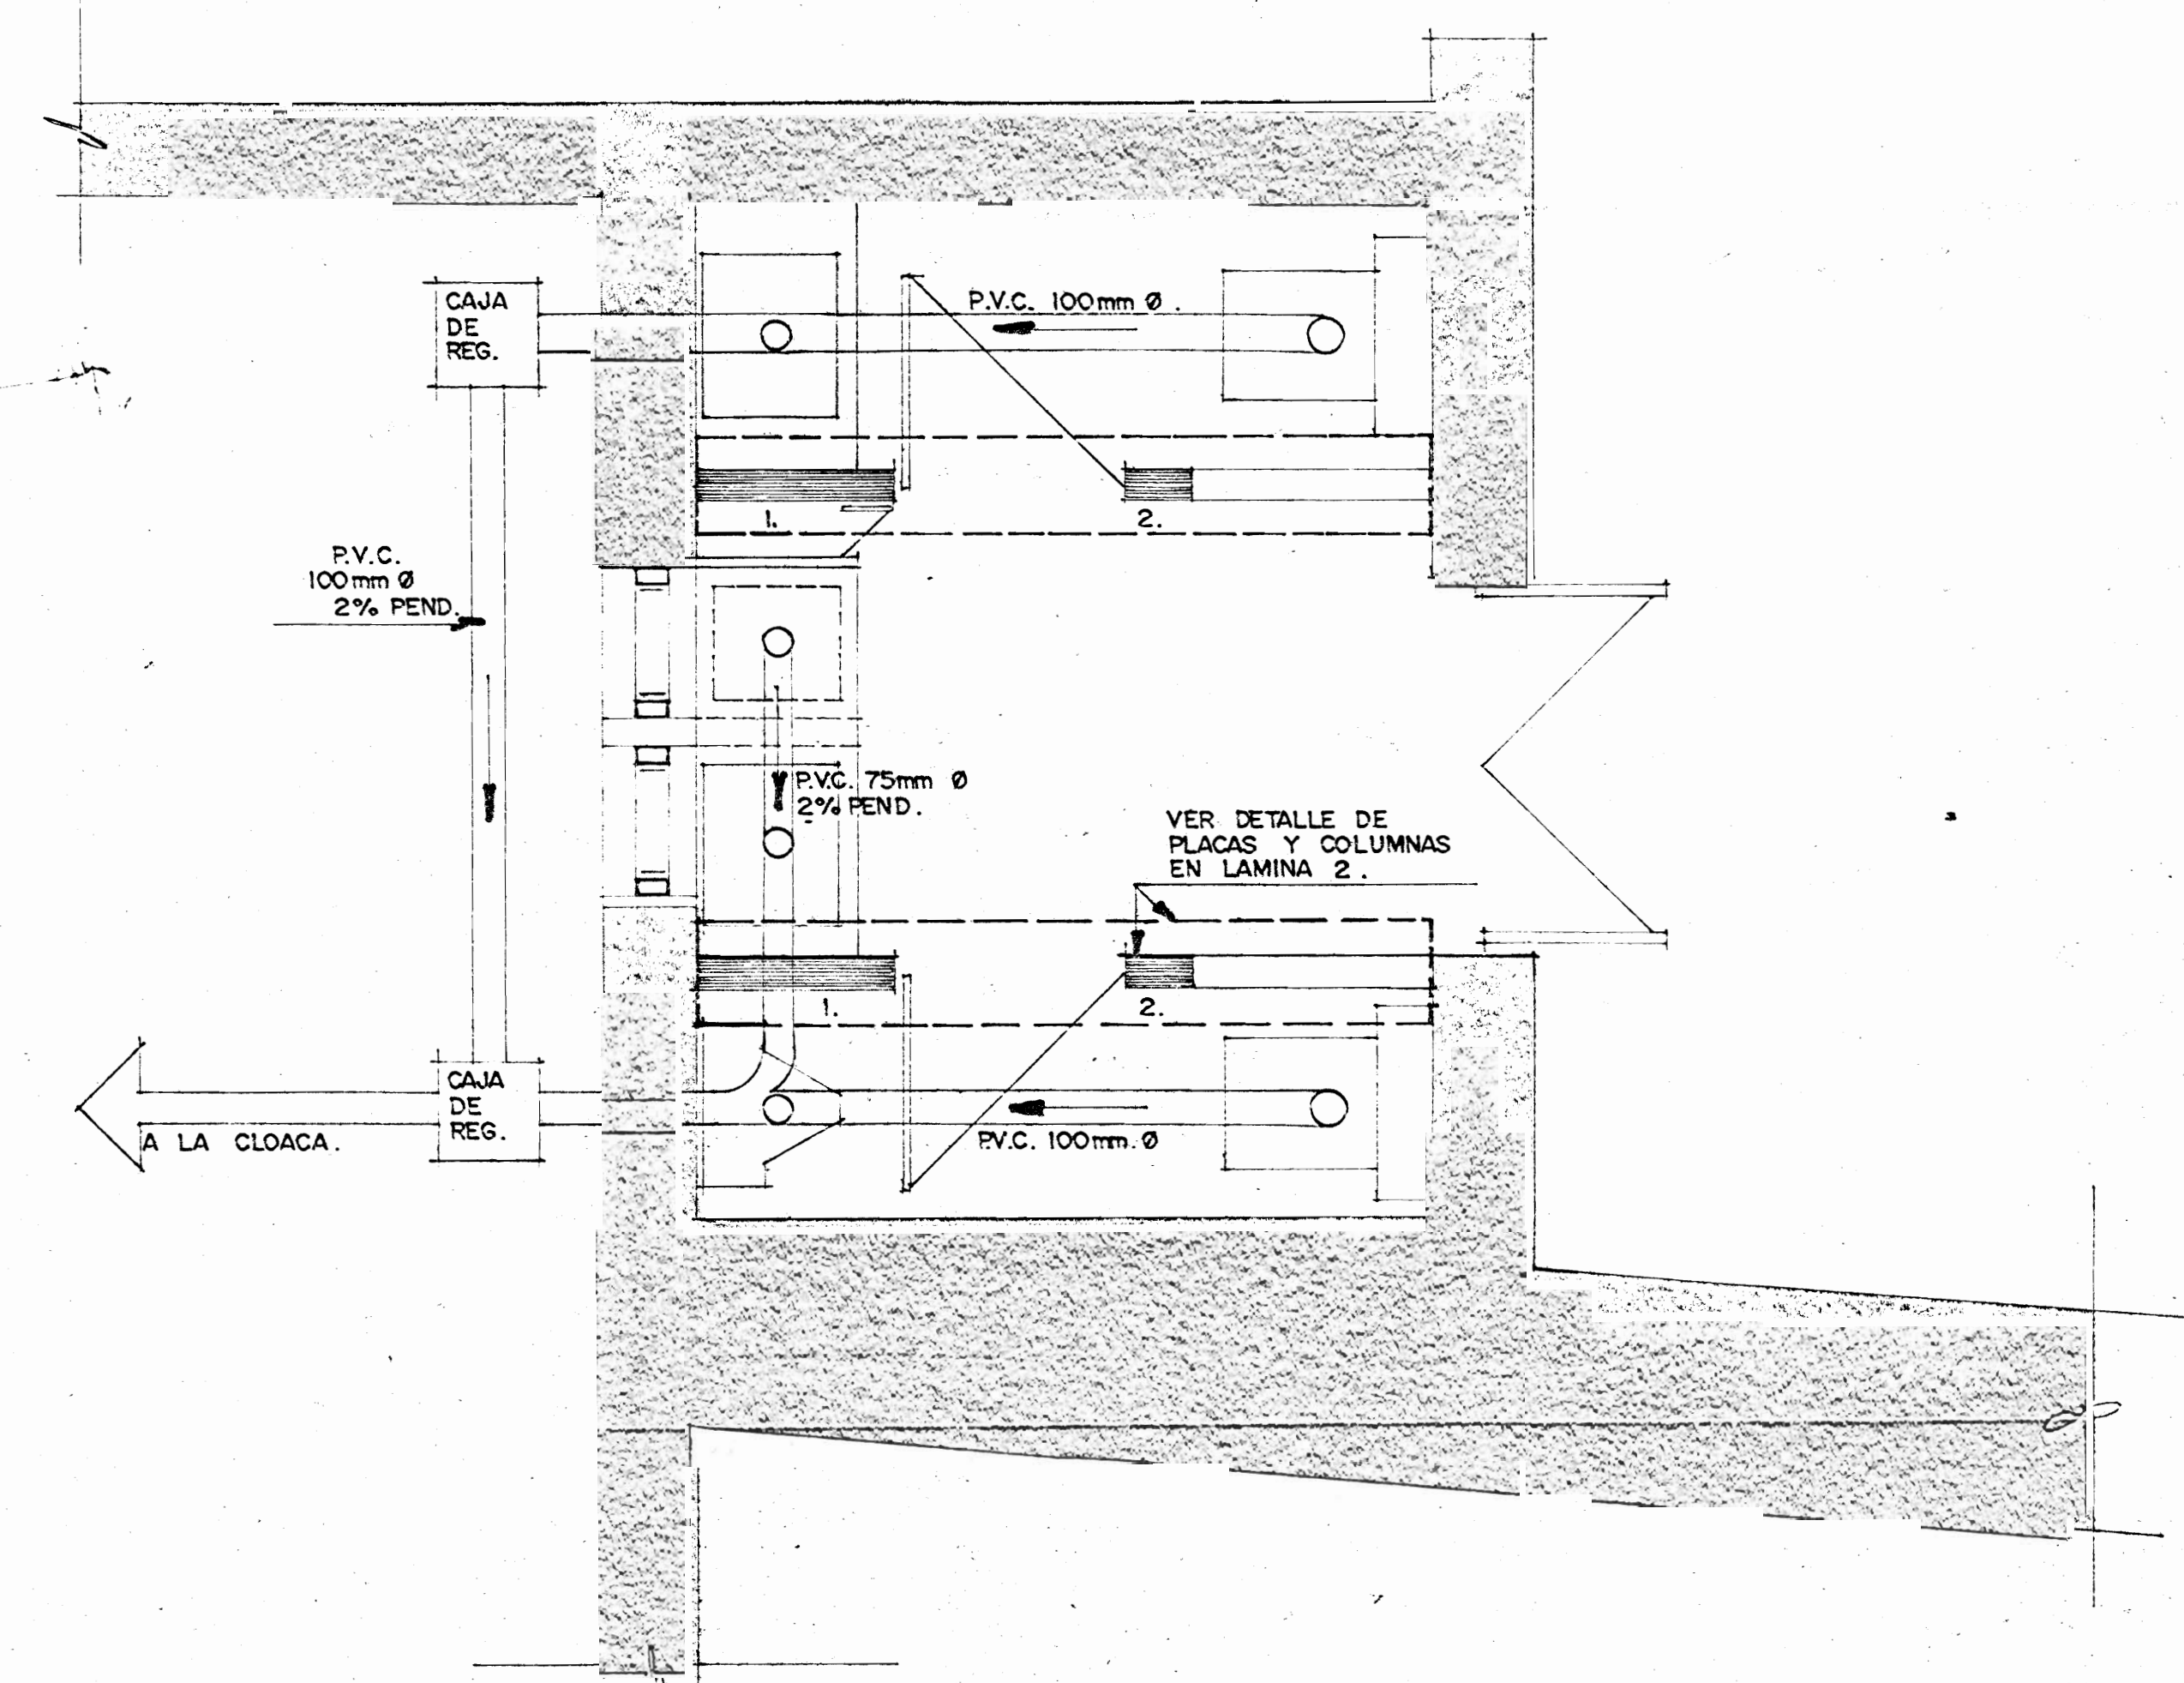 CAJA
DE
REG.
P.V.C. 100mm Ø.
1.
2.
P.V.C.
100mm Ø
2% PEND.
P.V.C. 75mm Ø
2% PEND.
VER DETALLE DE
PLACAS Y COLUMNAS
EN LAMINA 2.
1.
2.
CAJA
DE
REG.
A LA CLOACA.
P.V.C. 100mm. Ø